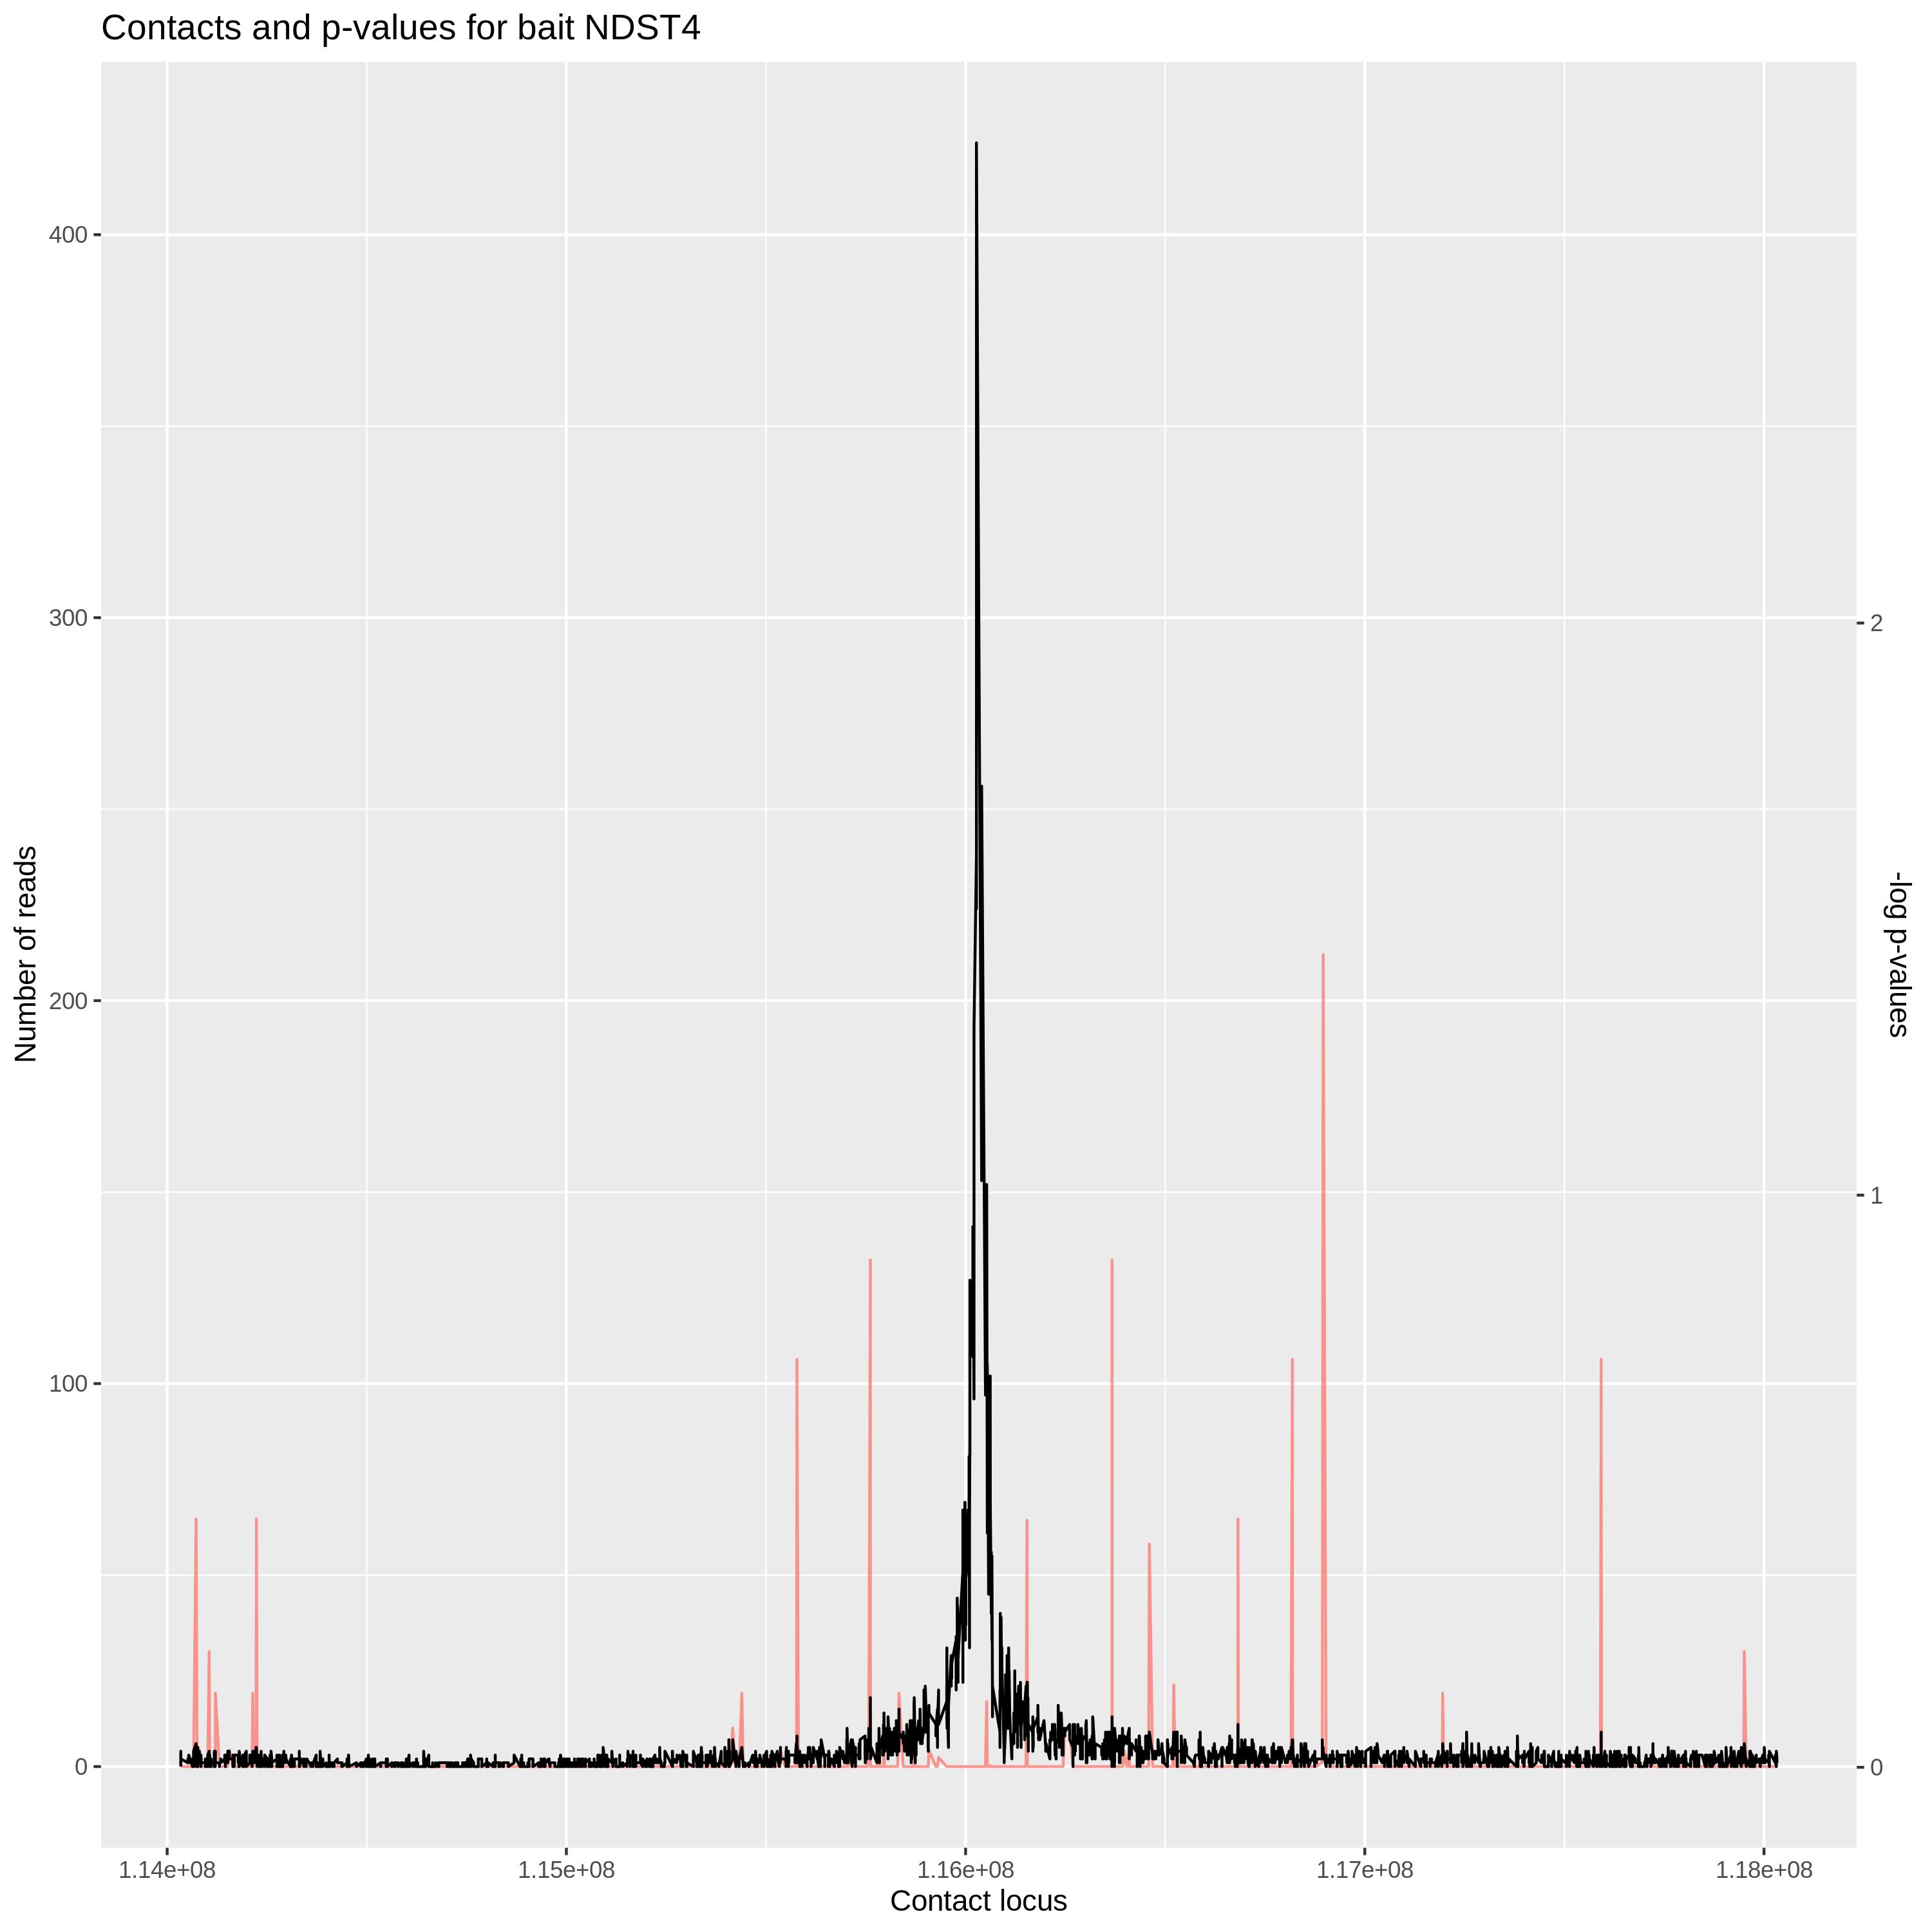 Contacts and p-values for bait NDST4
400
300
200
100
0
Number of reads
2
1
0
-log p-values
1.14e+08
1.15e+08
1.16e+08
1.17e+08
1.18e+08
Contact locus